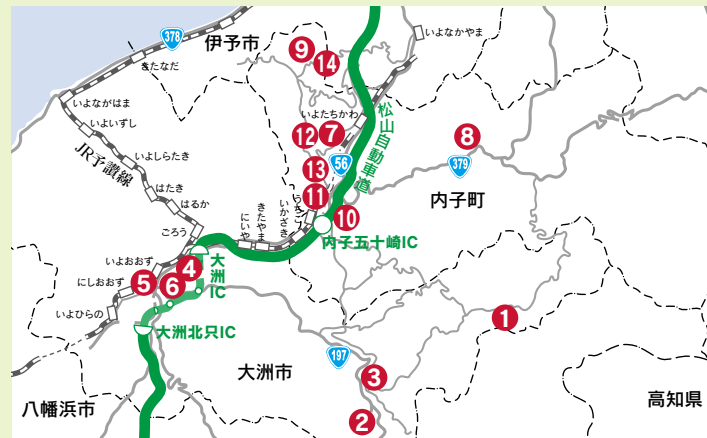 378
伊予市
きたなだ
いよなかやま
9
14
いよながはま
いよいずし
JR予讃線
いよしらたき
はたき
はるか
ごろう
いよたちかわ
松山自動車道
12
7
8
56
379
13
内子町
11
うちこ
いかざき
きたやま
にいや
10
内子五十崎IC
いよおおず
にしおおず
いよひらの
大洲IC
4
5
6
大洲北只IC
1
197
大洲市
3
八幡浜市
2
高知県